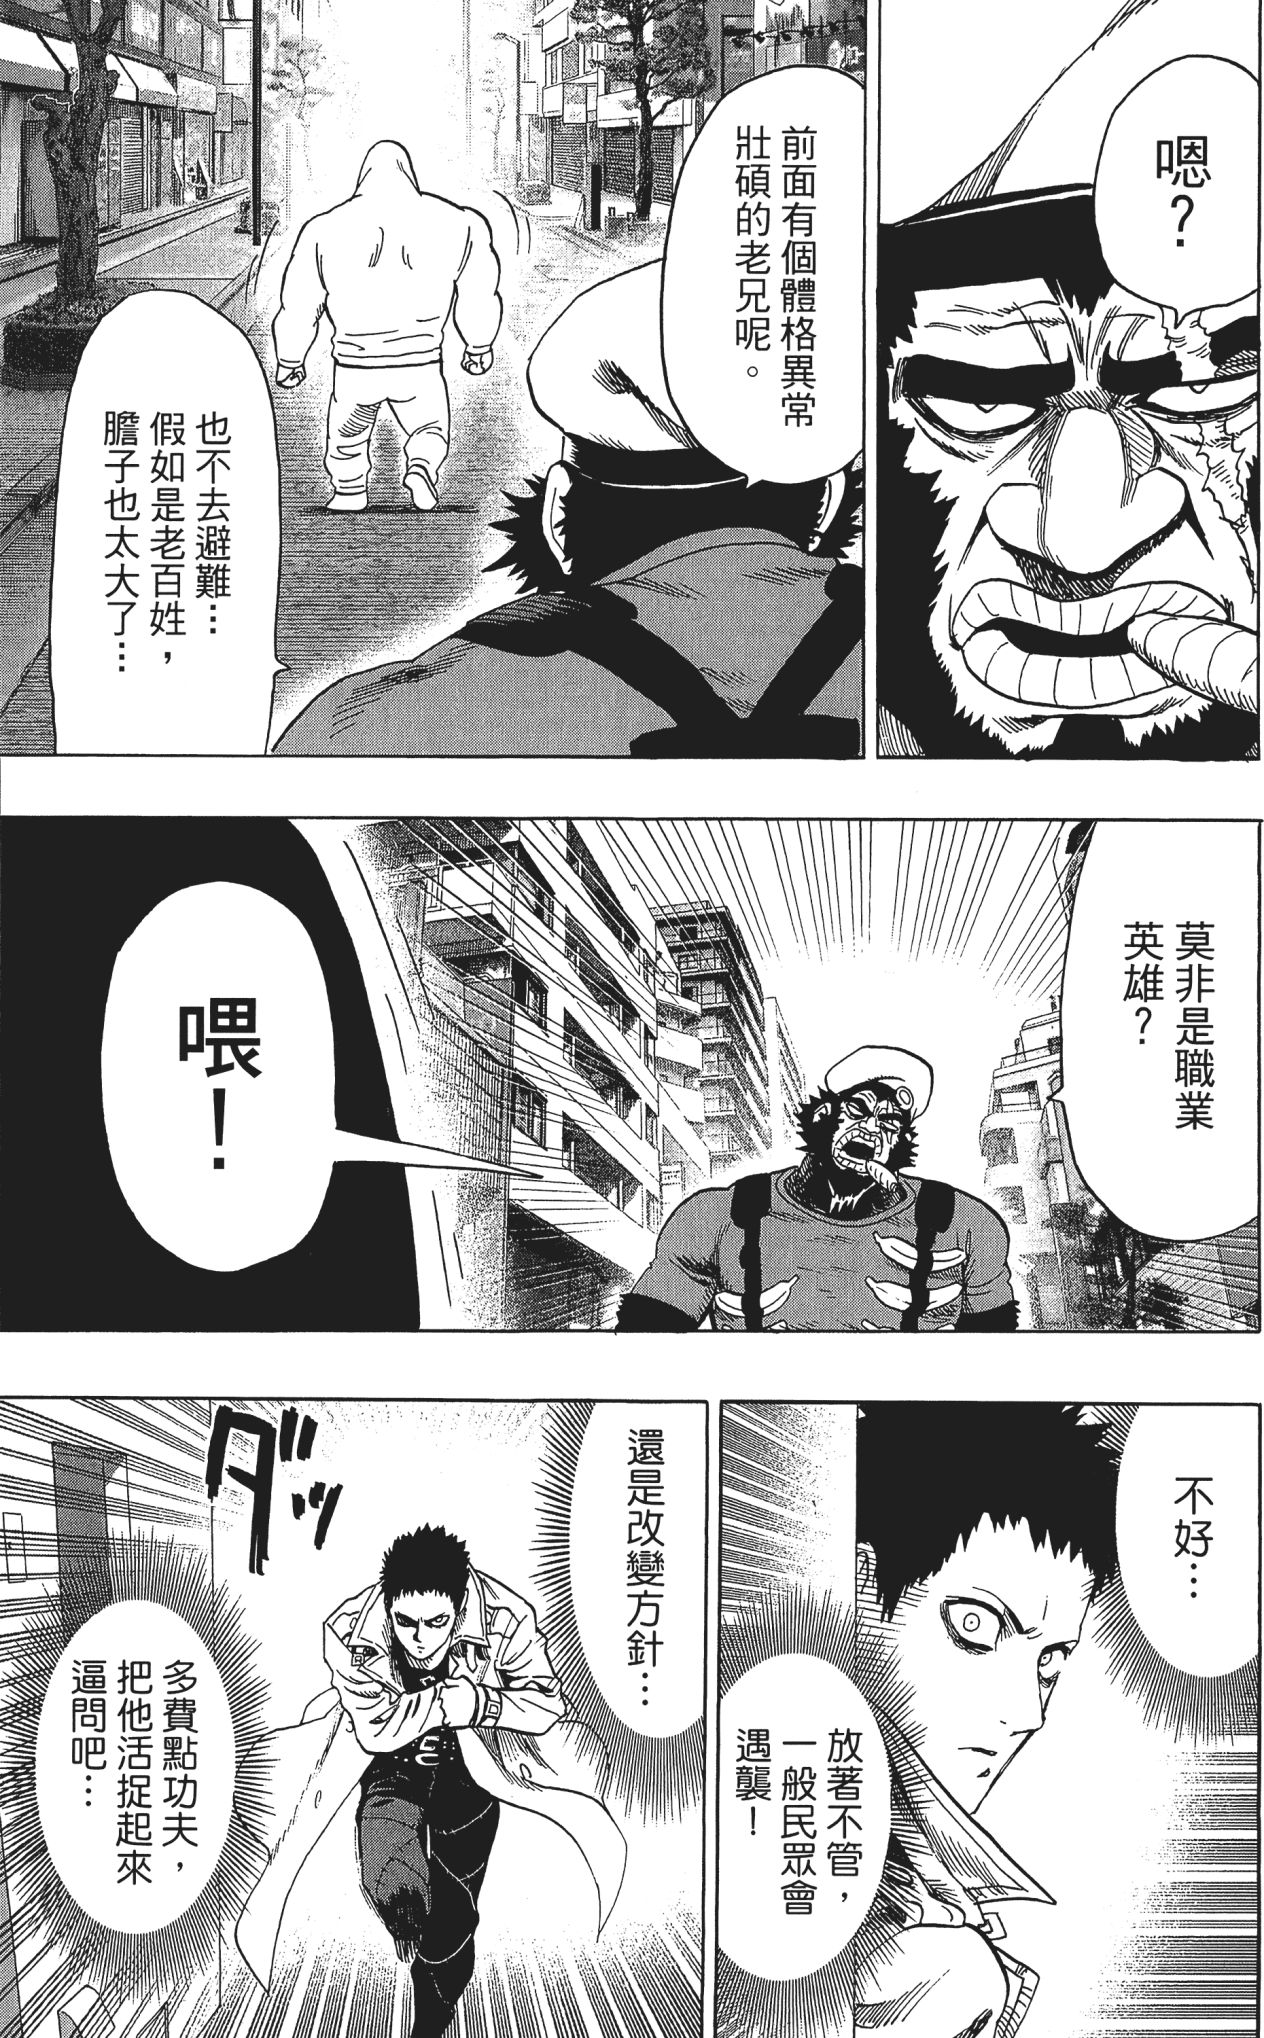 嗯？
前面有個體格異常
壯碩的老兄呢。
也不去避難…
假如是老百姓，
膽子也太大了…
莫非是職業
英雄？
喂！
不好…
放著不管，
一般民眾會
遇襲！
還是改變方針…
ダッ
多費點功夫，
把他活捉起來
逼問吧…